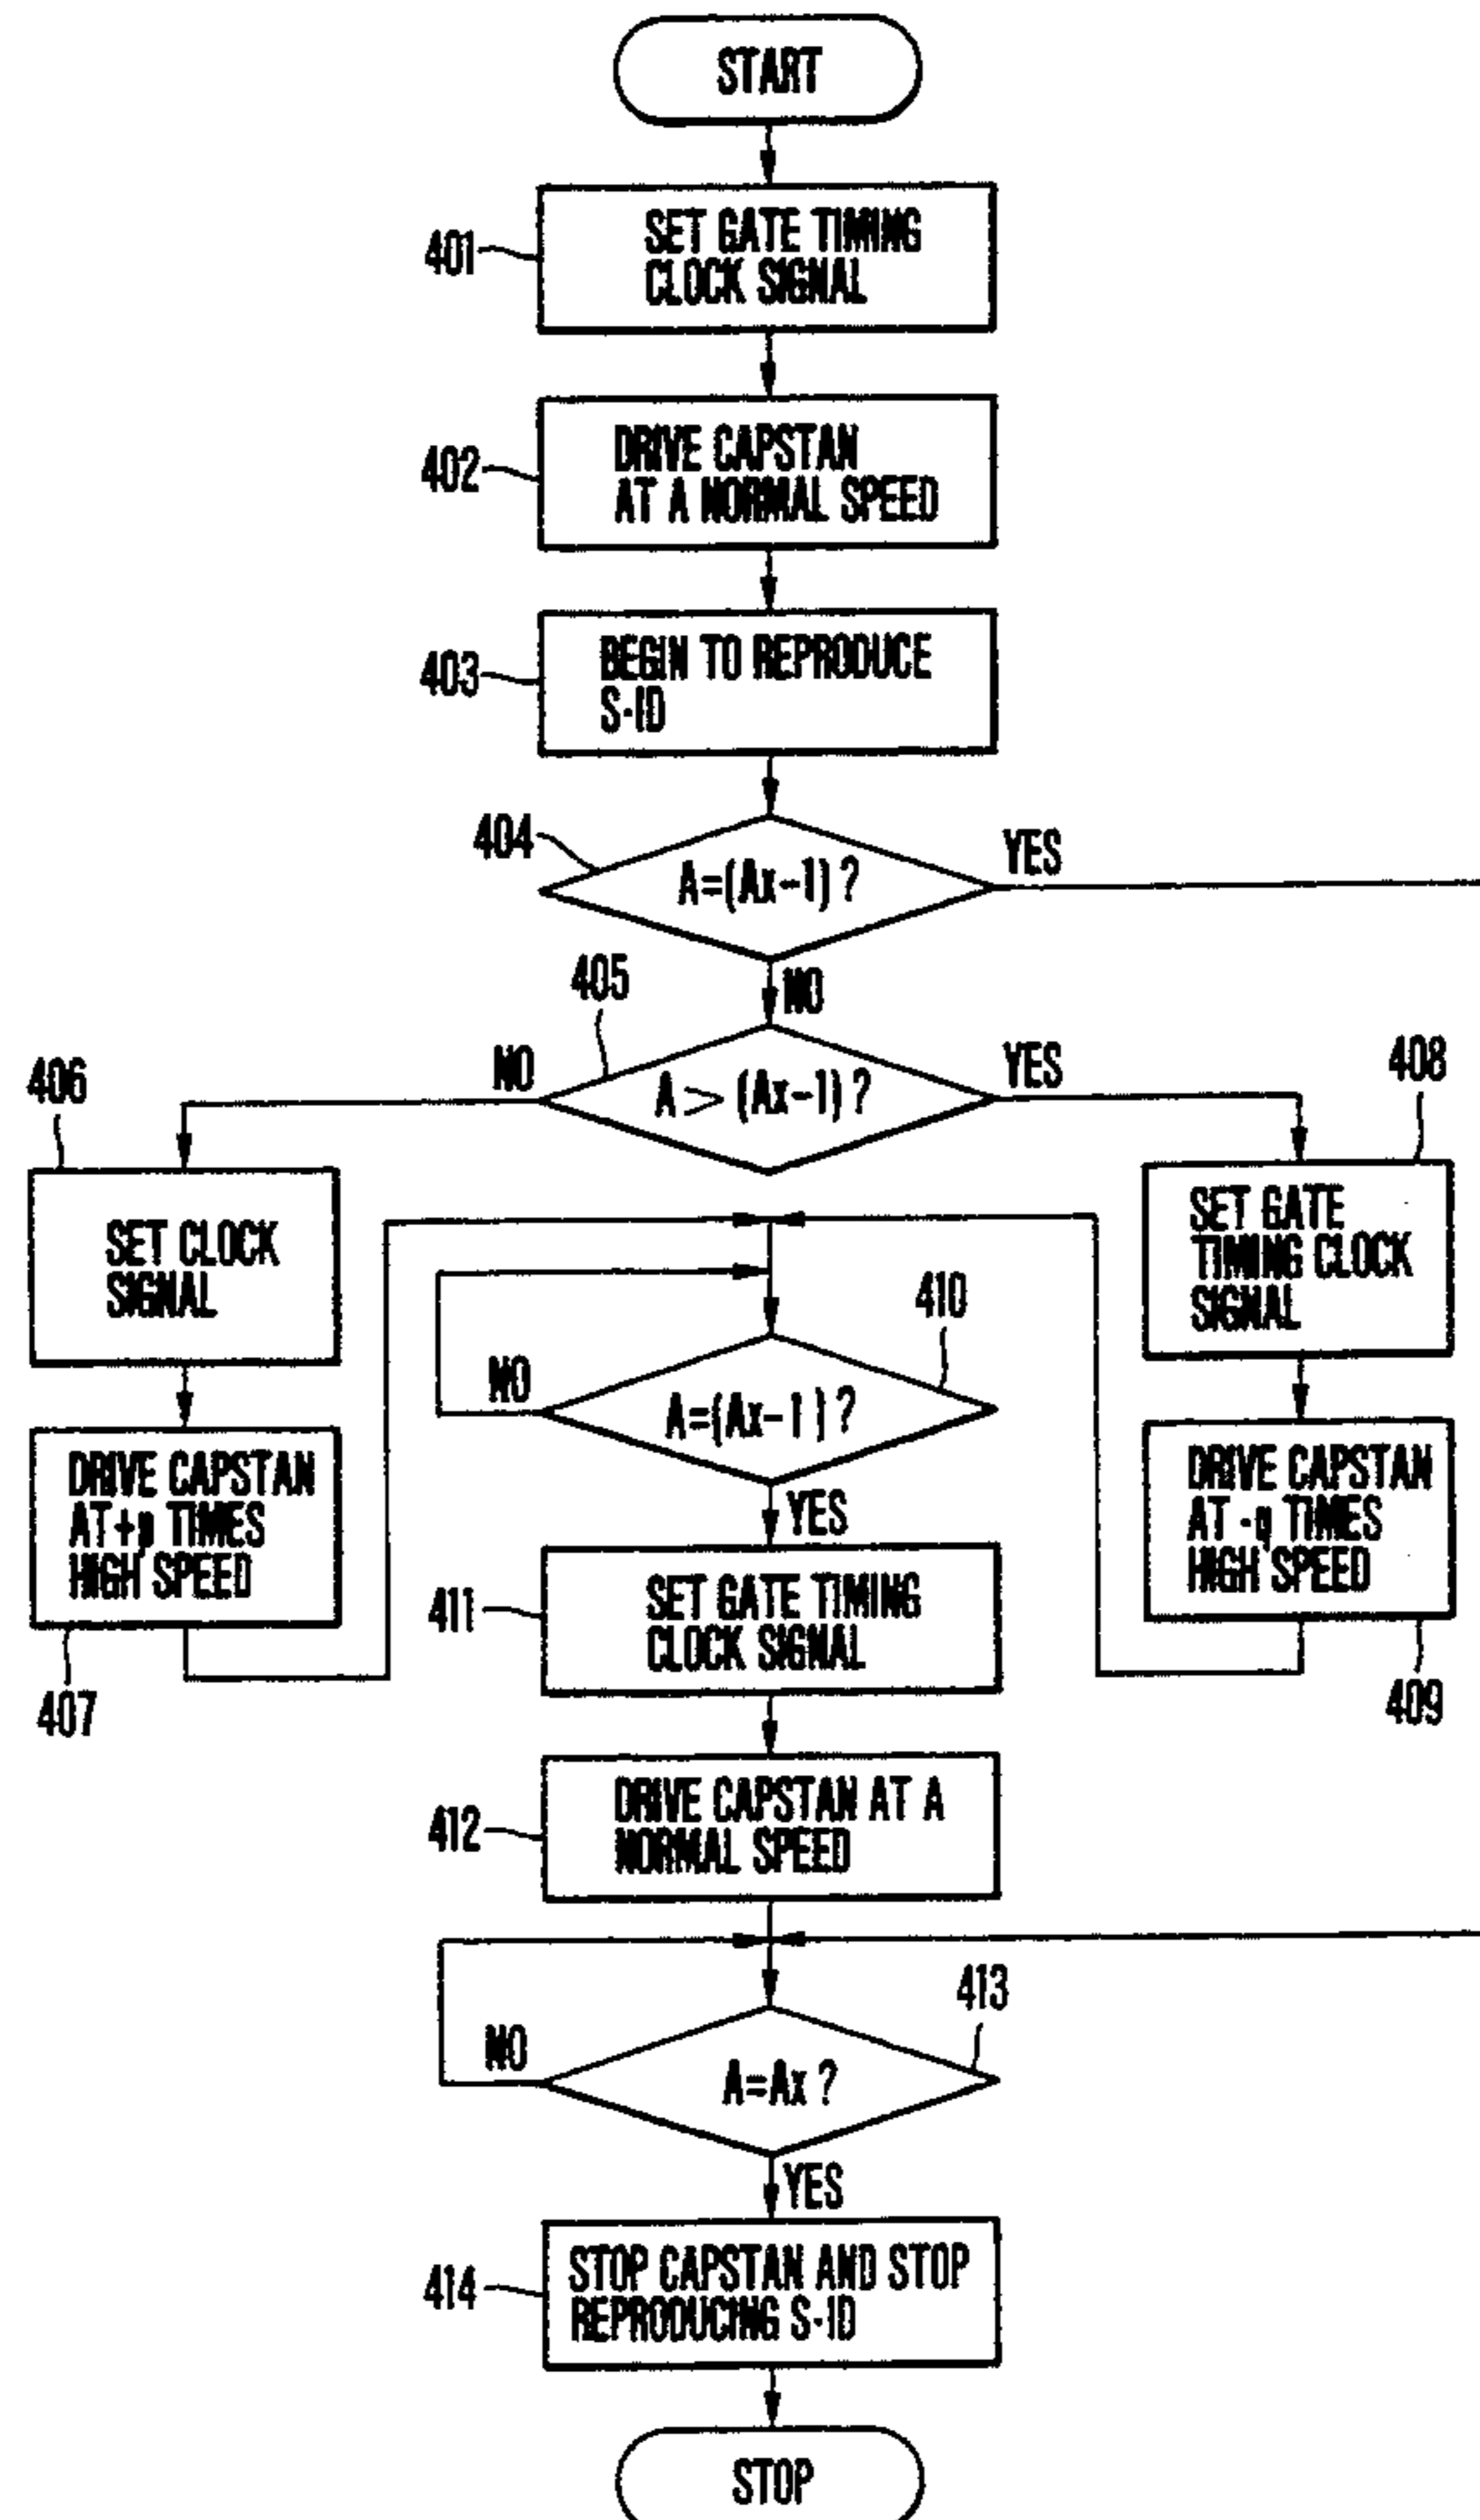 START
401
SET GATE TIMING
CLOCK SIGNAL
402
DRIVE CAPSTAN
AT A NORMAL SPEED
403
BEGIN TO REPRODUCE
S·ID
404
A=(Ax-1)?
YES
NO
405
A > (Ax-1)?
NO
YES
406
SET CLOCK
SIGNAL
408
SET GATE
TIMING CLOCK
SIGNAL
407
DRIVE CAPSTAN
AT +p TIMES
HIGH SPEED
409
DRIVE CAPSTAN
AT -q TIMES
HIGH SPEED
410
A=(Ax-1)?
NO
YES
411
SET GATE TIMING
CLOCK SIGNAL
412
DRIVE CAPSTAN AT A
NORMAL SPEED
413
A=Ax?
NO
YES
414
STOP CAPSTAN AND STOP
REPRODUCING S·ID
STOP